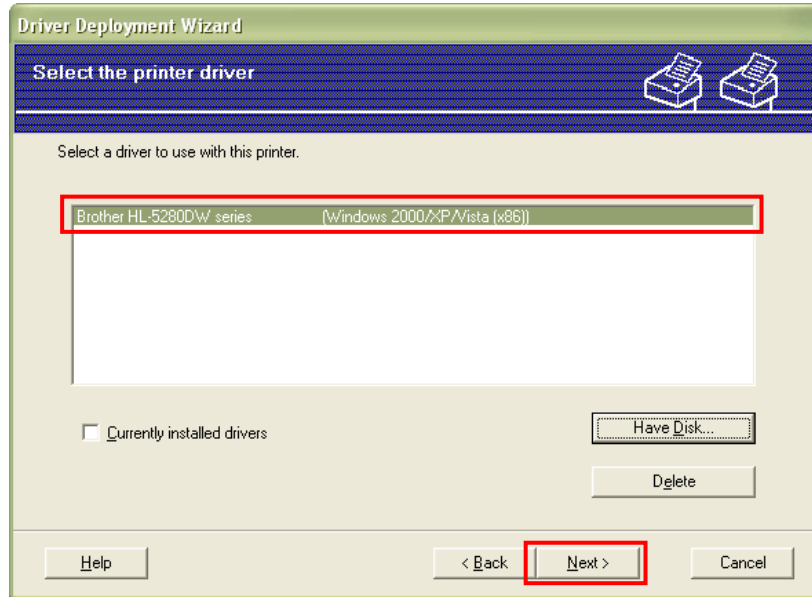 Driver Deployment Wizard
Select the printer driver
Select a driver to use with this printer.
Brother HL-5280DW series (Windows 2000/XP/Vista (x86))
Currently installed drivers
Have Disk...
Delete
Help
< Back
Next >
Cancel